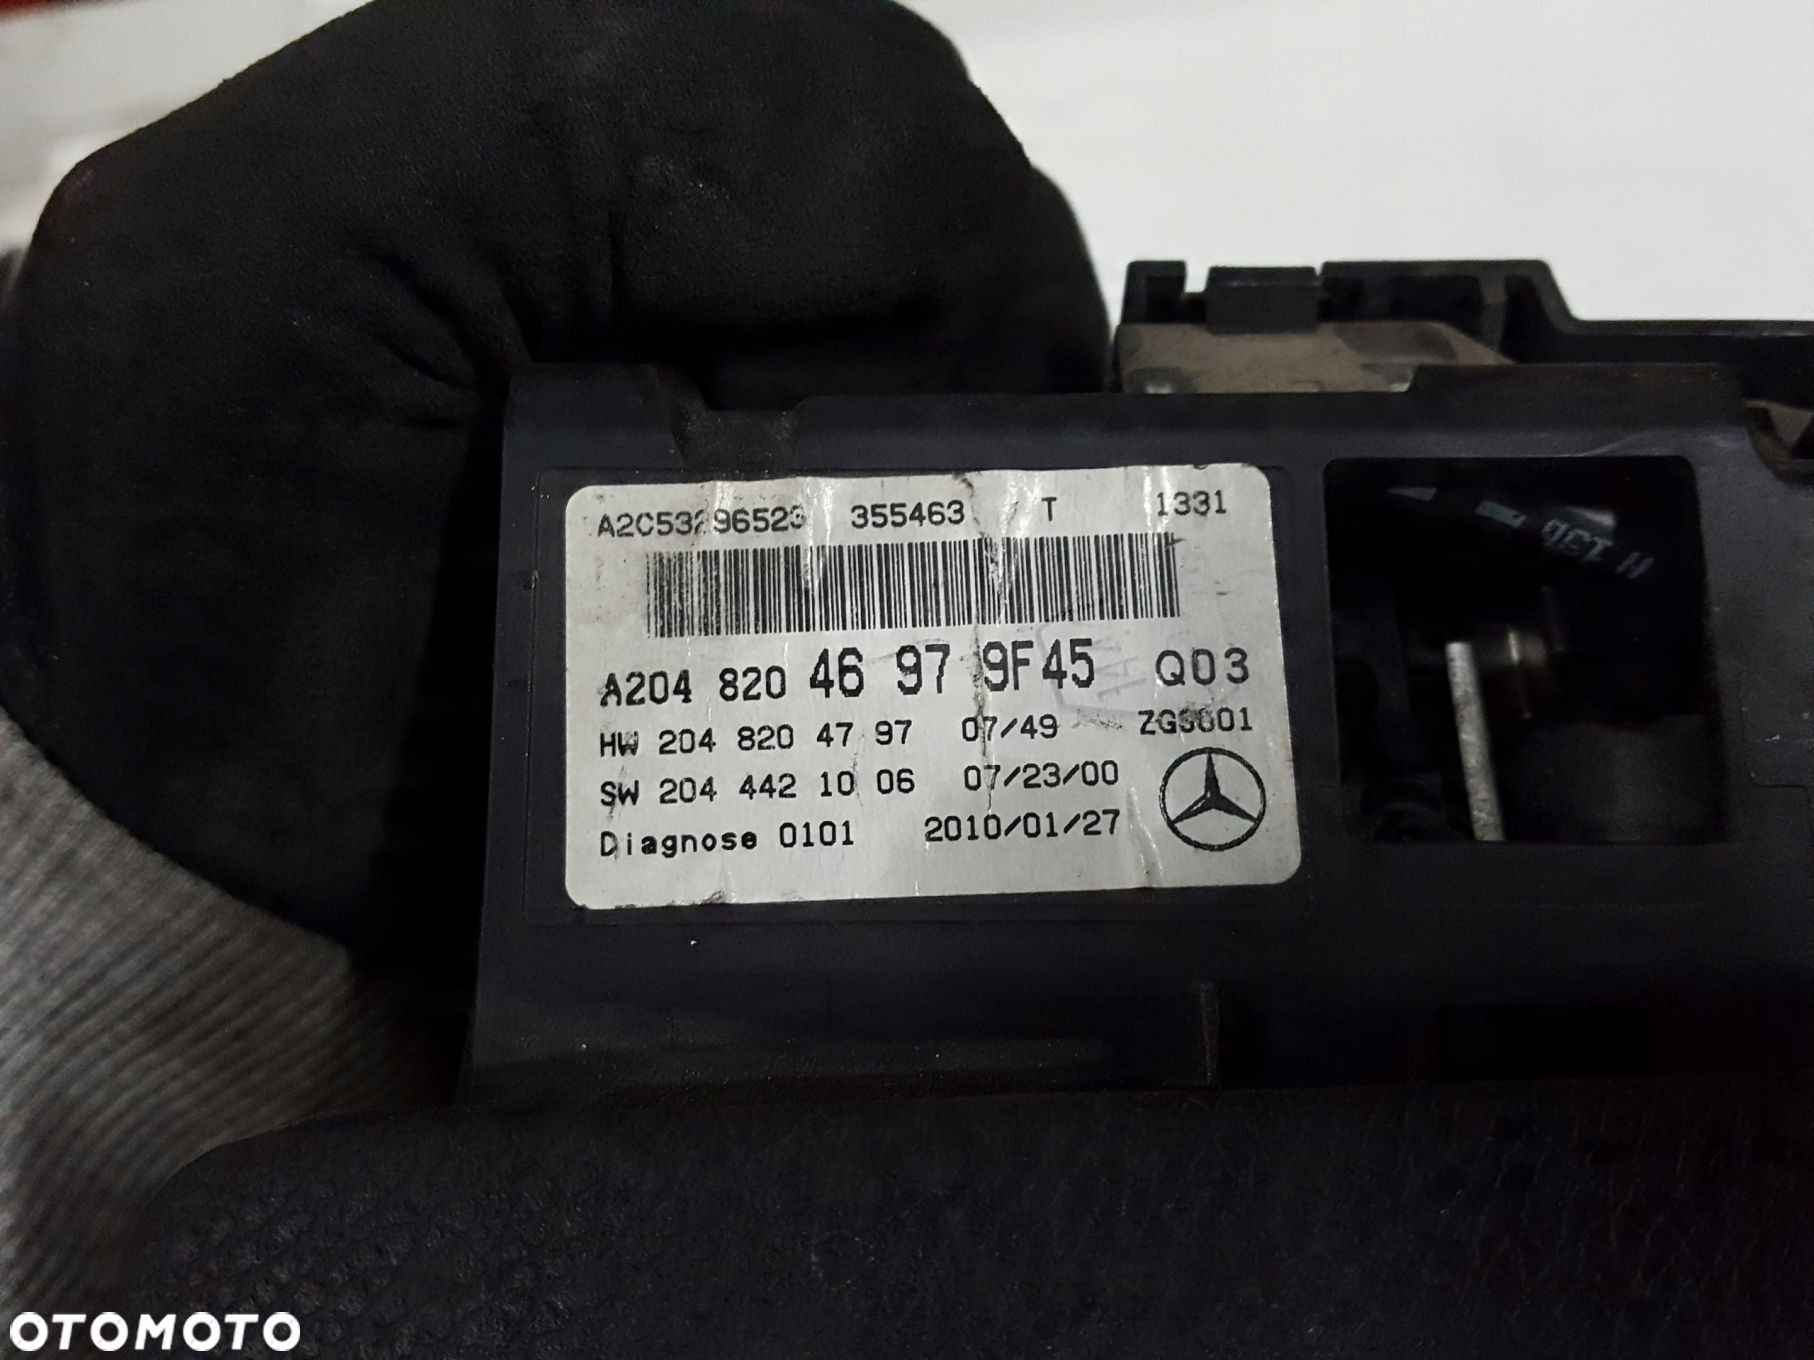 A2C53296523 355463 T 1331
A204 820 46 97 9F45 Q03
HW 204 820 47 97 07/49 ZGS001
SW 204 442 10 06 07/23/00
Diagnose 0101 2010/01/27
OTOMOTO